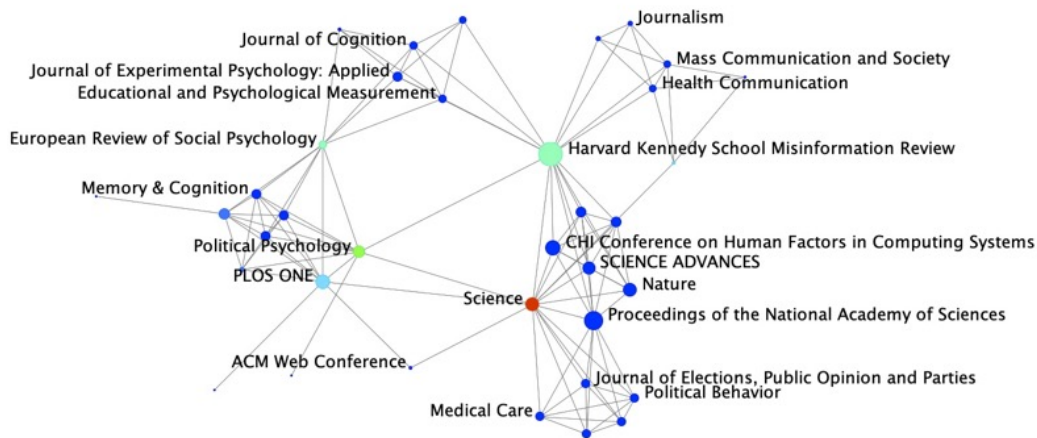 Journalism
Journal of Cognition
Mass Communication and Society
Journal of Experimental Psychology: Applied
Health Communication
Educational and Psychological Measurement
European Review of Social Psychology
Harvard Kennedy School Misinformation Review
Memory & Cognition
Political Psychology
CHI Conference on Human Factors in Computing Systems
SCIENCE ADVANCES
PLOS ONE
Nature
Science
Proceedings of the National Academy of Sciences
ACM Web Conference
Journal of Elections, Public Opinion and Parties
Political Behavior
Medical Care